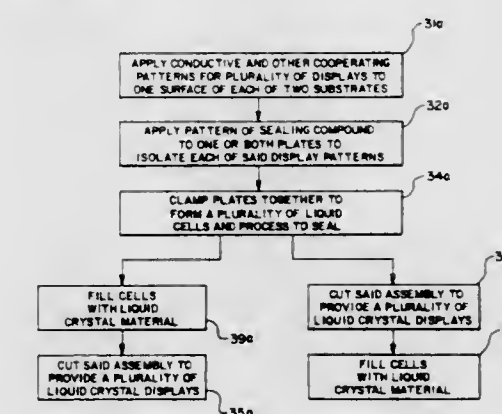 31a
APPLY CONDUCTIVE AND OTHER COOPERATING
PATTERNS FOR PLURALITY OF DISPLAYS TO
ONE SURFACE OF EACH OF TWO SUBSTRATES
32a
APPLY PATTERN OF SEALING COMPOUND
TO ONE OR BOTH PLATES TO
ISOLATE EACH OF SAID DISPLAY PATTERNS
34a
CLAMP PLATES TOGETHER TO
FORM A PLURALITY OF LIQUID
CELLS AND PROCESS TO SEAL
FILL CELLS
WITH LIQUID
CRYSTAL MATERIAL
39a
CUT SAID ASSEMBLY TO
PROVIDE A PLURALITY OF
LIQUID CRYSTAL DISPLAYS
35a
CUT SAID ASSEMBLY TO
PROVIDE A PLURALITY OF
LIQUID CRYSTAL DISPLAYS
FILL CELLS
WITH LIQUID
CRYSTAL MATERIAL